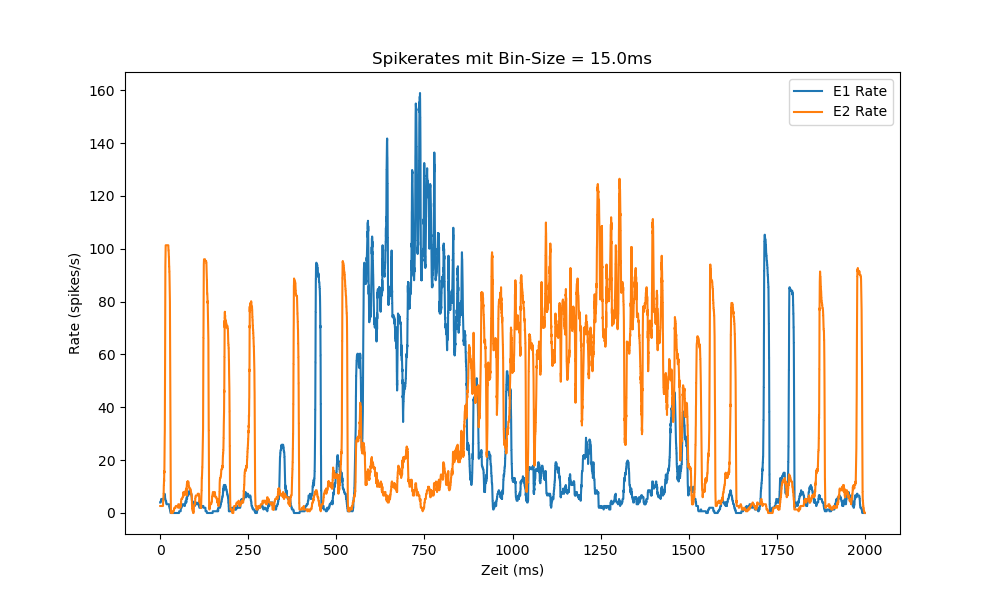 Spikerates mit Bin-Size = 15.0ms
E1 Rate
E2 Rate
160
140
120
100
80
60
40
20
0
Rate (spikes/s)
0 250 500 750 1000 1250 1500 1750 2000
Zeit (ms)